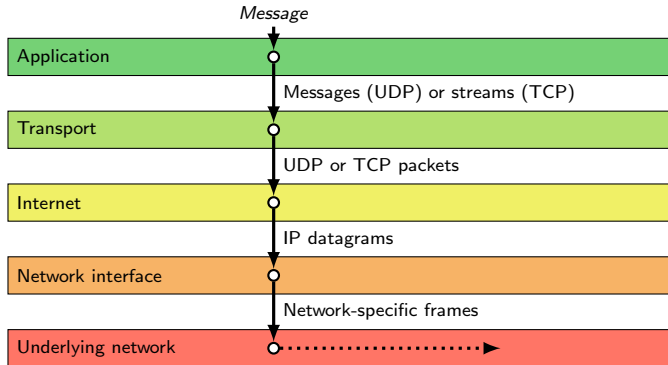 Message
Application
Messages (UDP) or streams (TCP)
Transport
UDP or TCP packets
Internet
IP datagrams
Network interface
Network-specific frames
Underlying network